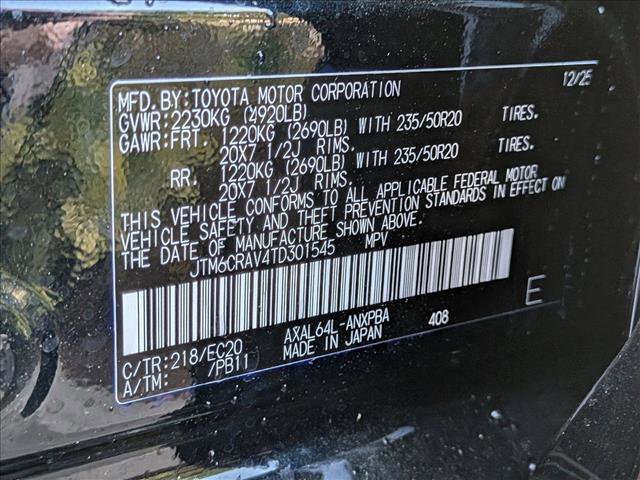 MFD. BY: TOYOTA MOTOR CORPORATION 12/25
GVWR: 2230KG (4920LB)
GAWR: FRT. 1220KG (2690LB) WITH 235/50R20 TIRES.
20X7 1/2J RIMS.
RR. 1220KG (2690LB) WITH 235/50R20 TIRES.
20X7 1/2J RIMS.
THIS VEHICLE CONFORMS TO ALL APPLICABLE FEDERAL MOTOR
VEHICLE SAFETY AND THEFT PREVENTION STANDARDS IN EFFECT ON
THE DATE OF MANUFACTURE SHOWN ABOVE.
JTM6CRAV4TD301545 MPV
E
C/TR: 218/EC20 AXAL64L-ANXPBA 408
A/TM: /PB11 MADE IN JAPAN